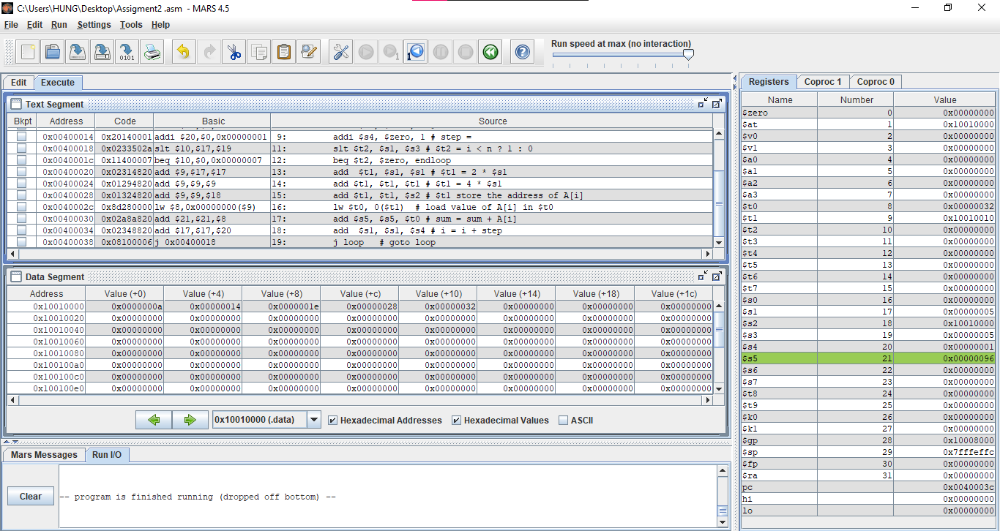 C:\Users\HUNG\Desktop\Assigment2 .asm - MARS 4.5
File Edit Run Settings Tools Help
Run speed at max (no interaction)
Edit Execute
Text Segment
Bkpt Address Code Basic Source
0x00400014 0x20140001 addi $20,$0,0x00000001 9: addi $s4, $zero, 1 # step =
0x00400018 0x0233502a slt $10,$17,$19 11: slt $t2, $s1, $s3 # $t2 = i < n ? 1 : 0
0x0040001c 0x11400007 beq $10,$0,0x00000007 12: beq $t2, $zero, endloop
0x00400020 0x02314820 add $9,$17,$17 13: add $t1, $s1, $s1 # $t1 = 2 * $s1
0x00400024 0x01294820 add $9,$9,$9 14: add $t1, $t1, $t1 # $t1 = 4 * $s1
0x00400028 0x01324820 add $9,$9,$18 15: add $t1, $t1, $s2 # $t1 store the address of A[i]
0x0040002c 0x8d280000 lw $8,0x00000000($9) 16: lw $t0, 0($t1) # load value of A[i] in $t0
0x00400030 0x02a8a820 add $21,$21,$8 17: add $s5, $s5, $t0 # sum = sum + A[i]
0x00400034 0x02348820 add $17,$17,$20 18: add $s1, $s1, $s4 # i = i + step
0x00400038 0x08100006 j 0x00400018 19: j loop # goto loop
Data Segment
Address Value (+0) Value (+4) Value (+8) Value (+c) Value (+10) Value (+14) Value (+18) Value (+1c)
0x10010000 0x0000000a 0x00000014 0x0000001e 0x00000028 0x00000032 0x00000000 0x00000000 0x00000000
0x10010020 0x00000000 0x00000000 0x00000000 0x00000000 0x00000000 0x00000000 0x00000000 0x00000000
0x10010040 0x00000000 0x00000000 0x00000000 0x00000000 0x00000000 0x00000000 0x00000000 0x00000000
0x10010060 0x00000000 0x00000000 0x00000000 0x00000000 0x00000000 0x00000000 0x00000000 0x00000000
0x10010080 0x00000000 0x00000000 0x00000000 0x00000000 0x00000000 0x00000000 0x00000000 0x00000000
0x100100a0 0x00000000 0x00000000 0x00000000 0x00000000 0x00000000 0x00000000 0x00000000 0x00000000
0x100100c0 0x00000000 0x00000000 0x00000000 0x00000000 0x00000000 0x00000000 0x00000000 0x00000000
0x100100e0 0x00000000 0x00000000 0x00000000 0x00000000 0x00000000 0x00000000 0x00000000 0x00000000
0x10010000 (.data) Hexadecimal Addresses Hexadecimal Values ASCII
Mars Messages Run I/O
Clear
-- program is finished running (dropped off bottom) --
Registers Coproc 1 Coproc 0
Name Number Value
$zero 0 0x00000000
$at 1 0x10010000
$v0 2 0x00000000
$v1 3 0x00000000
$a0 4 0x00000000
$a1 5 0x00000000
$a2 6 0x00000000
$a3 7 0x00000000
$t0 8 0x00000032
$t1 9 0x10010010
$t2 10 0x00000000
$t3 11 0x00000000
$t4 12 0x00000000
$t5 13 0x00000000
$t6 14 0x00000000
$t7 15 0x00000000
$s0 16 0x00000000
$s1 17 0x00000005
$s2 18 0x10010000
$s3 19 0x00000005
$s4 20 0x00000001
$s5 21 0x00000096
$s6 22 0x00000000
$s7 23 0x00000000
$t8 24 0x00000000
$t9 25 0x00000000
$k0 26 0x00000000
$k1 27 0x00000000
$gp 28 0x10008000
$sp 29 0x7fffeffc
$fp 30 0x00000000
$ra 31 0x00000000
pc 0x0040003c
hi 0x00000000
lo 0x00000000